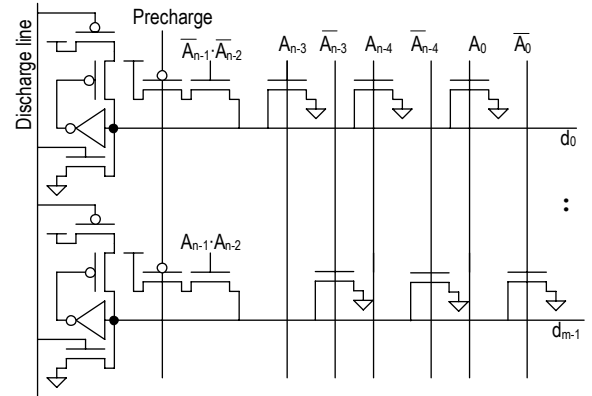 Discharge line
Precharge
A̅n-1·A̅n-2
An-3
A̅n-3
An-4
A̅n-4
A0
A̅0
d0
:
An-1·An-2
dm-1